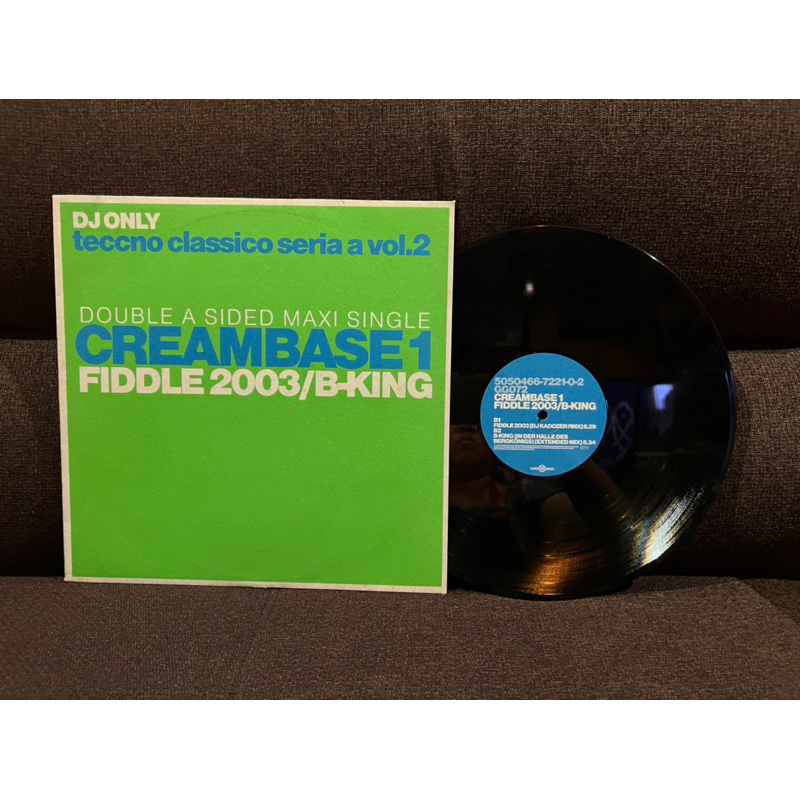 DJ ONLY
teccno classico seria a vol.2
DOUBLE A SIDED MAXI SINGLE
CREAMBASE 1
FIDDLE 2003/B-KING
5050466-7221-0-2
GG072
CREAMBASE 1
FIDDLE 2003/B-KING
B1
FIDDLE 2003 [DJ KADOZER RMX] 6.29
B2
B-KING (IN DER HALLE DES
BERGKÖNIGS) [EXTENDED MIX] 6.34